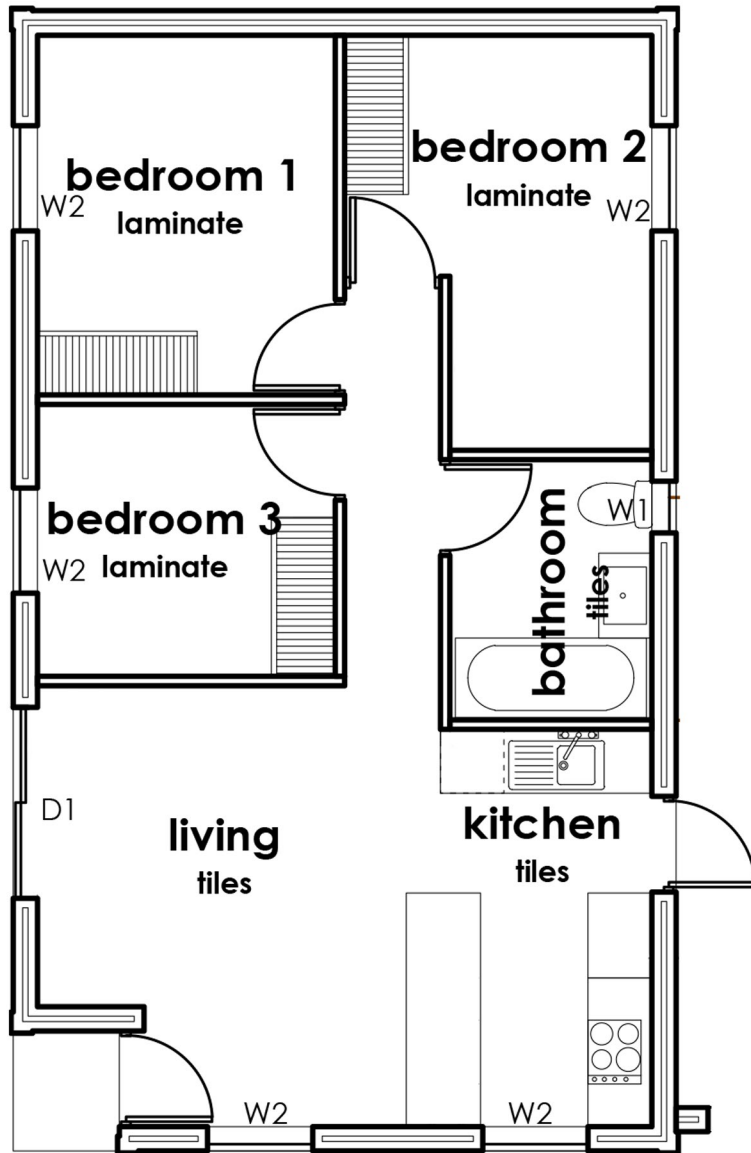 bedroom 1
laminate
W2
bedroom 2
laminate
W2
bedroom 3
laminate
W2
bathroom
tiles
W1
D1
living
tiles
kitchen
tiles
W2
W2